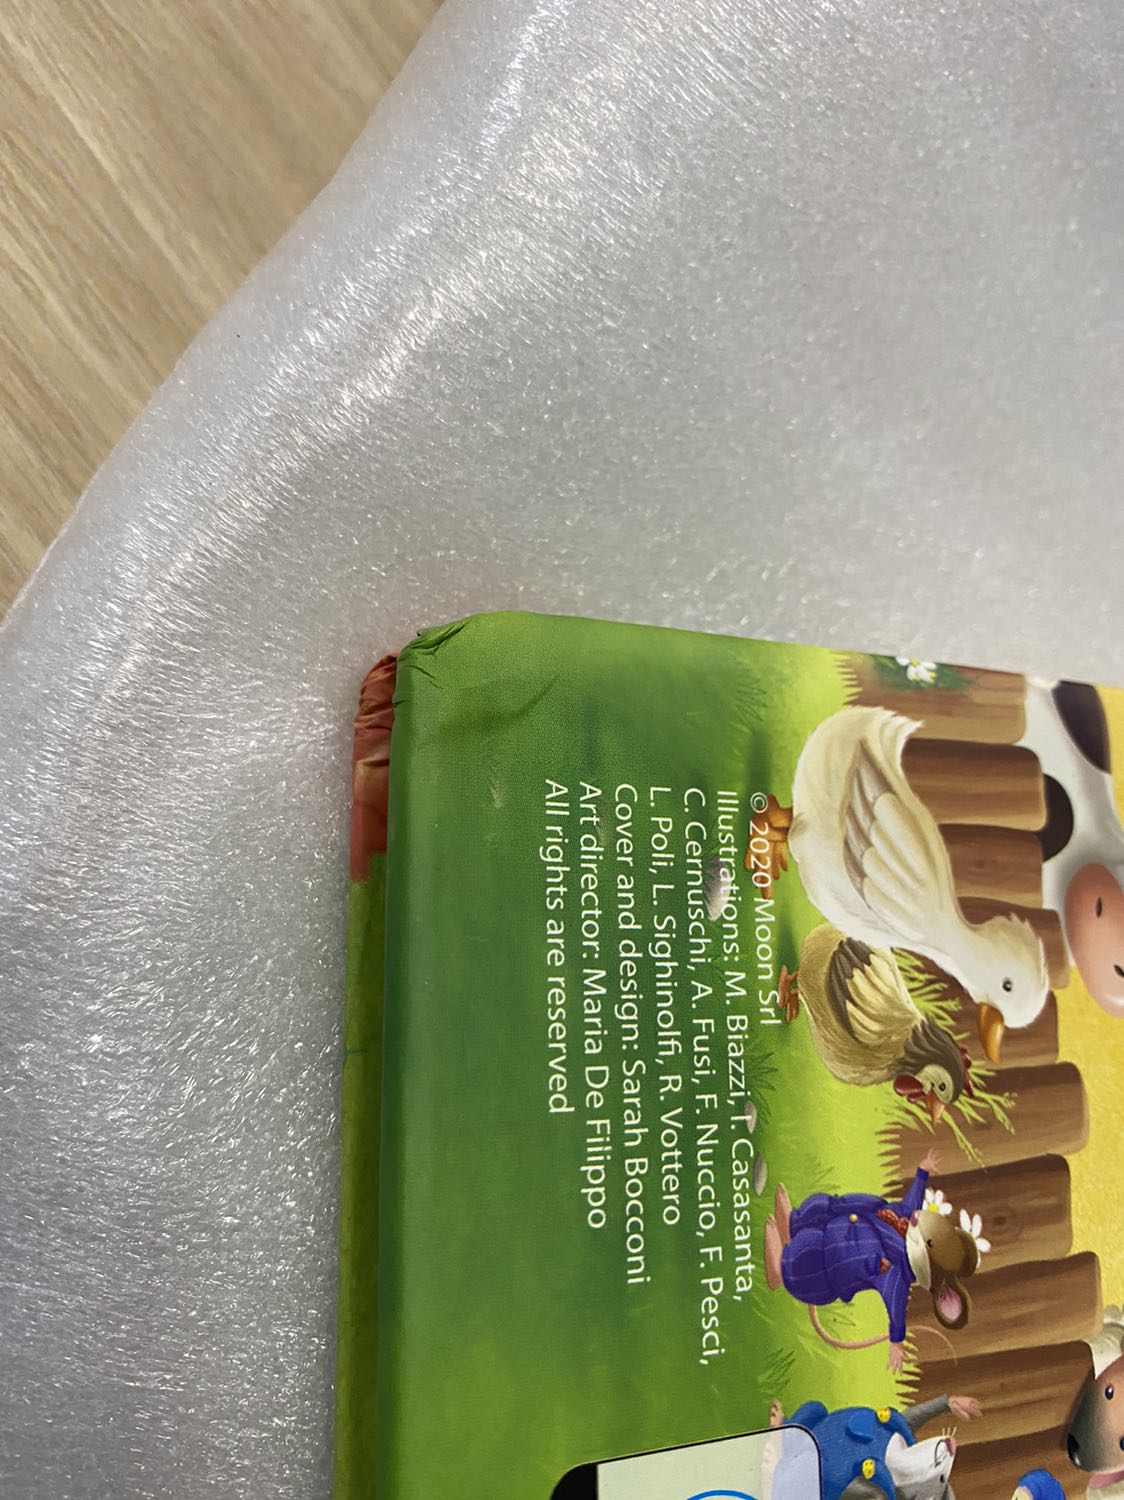 © 2020 Moon Srl
Illustrations: M. Biazzi, T. Casasanta,
C. Cernuschi, A. Fusi, F. Nuccio, F. Pesci,
L. Poli, L. Sighinolfi, R. Vottero
Cover and design: Sarah Bocconi
Art director: Maria De Filippo
All rights are reserved